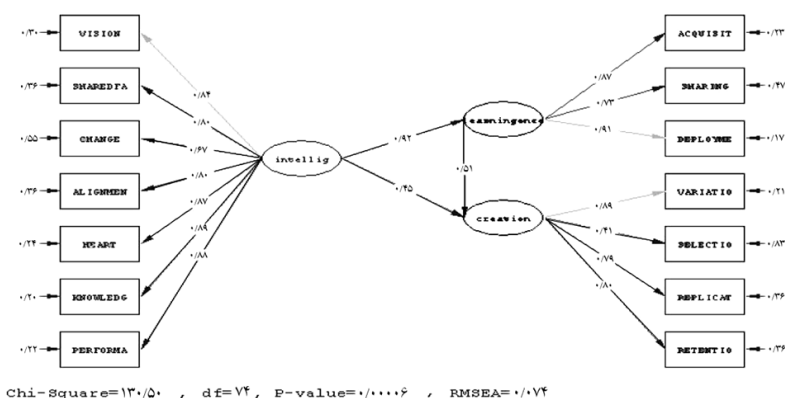 ۰/۳۰ VISION
۰/۳۶ SHAREDFA
۰/۵۵ CHANGE
۰/۳۶ ALIGNMEN
۰/۲۴ HEART
۰/۲۰ KNOWLEDG
۰/۲۲ PERFORMA
۰/۸۴
۰/۸۰
۰/۶۷
۰/۸۰
۰/۸۷
۰/۸۹
۰/۸۸
intellig
۰/۹۲
۰/۴۵
۰/۵۱
creation
۰/۸۷
۰/۷۳
۰/۹۱
۰/۸۹
۰/۴۱
۰/۷۹
۰/۸۰
ACQUISIT ۰/۲۳
SHARING ۰/۴۷
DEPLOYME ۰/۱۷
VARIATIO ۰/۲۱
SELECTIO ۰/۸۳
REPLICAT ۰/۳۶
RETENTIO ۰/۳۶
Chi-Square=۱۳۰/۵۰ , df=۷۴, P-value=۰/۰۰۰۰۶ , RMSEA=۰/۰۷۴